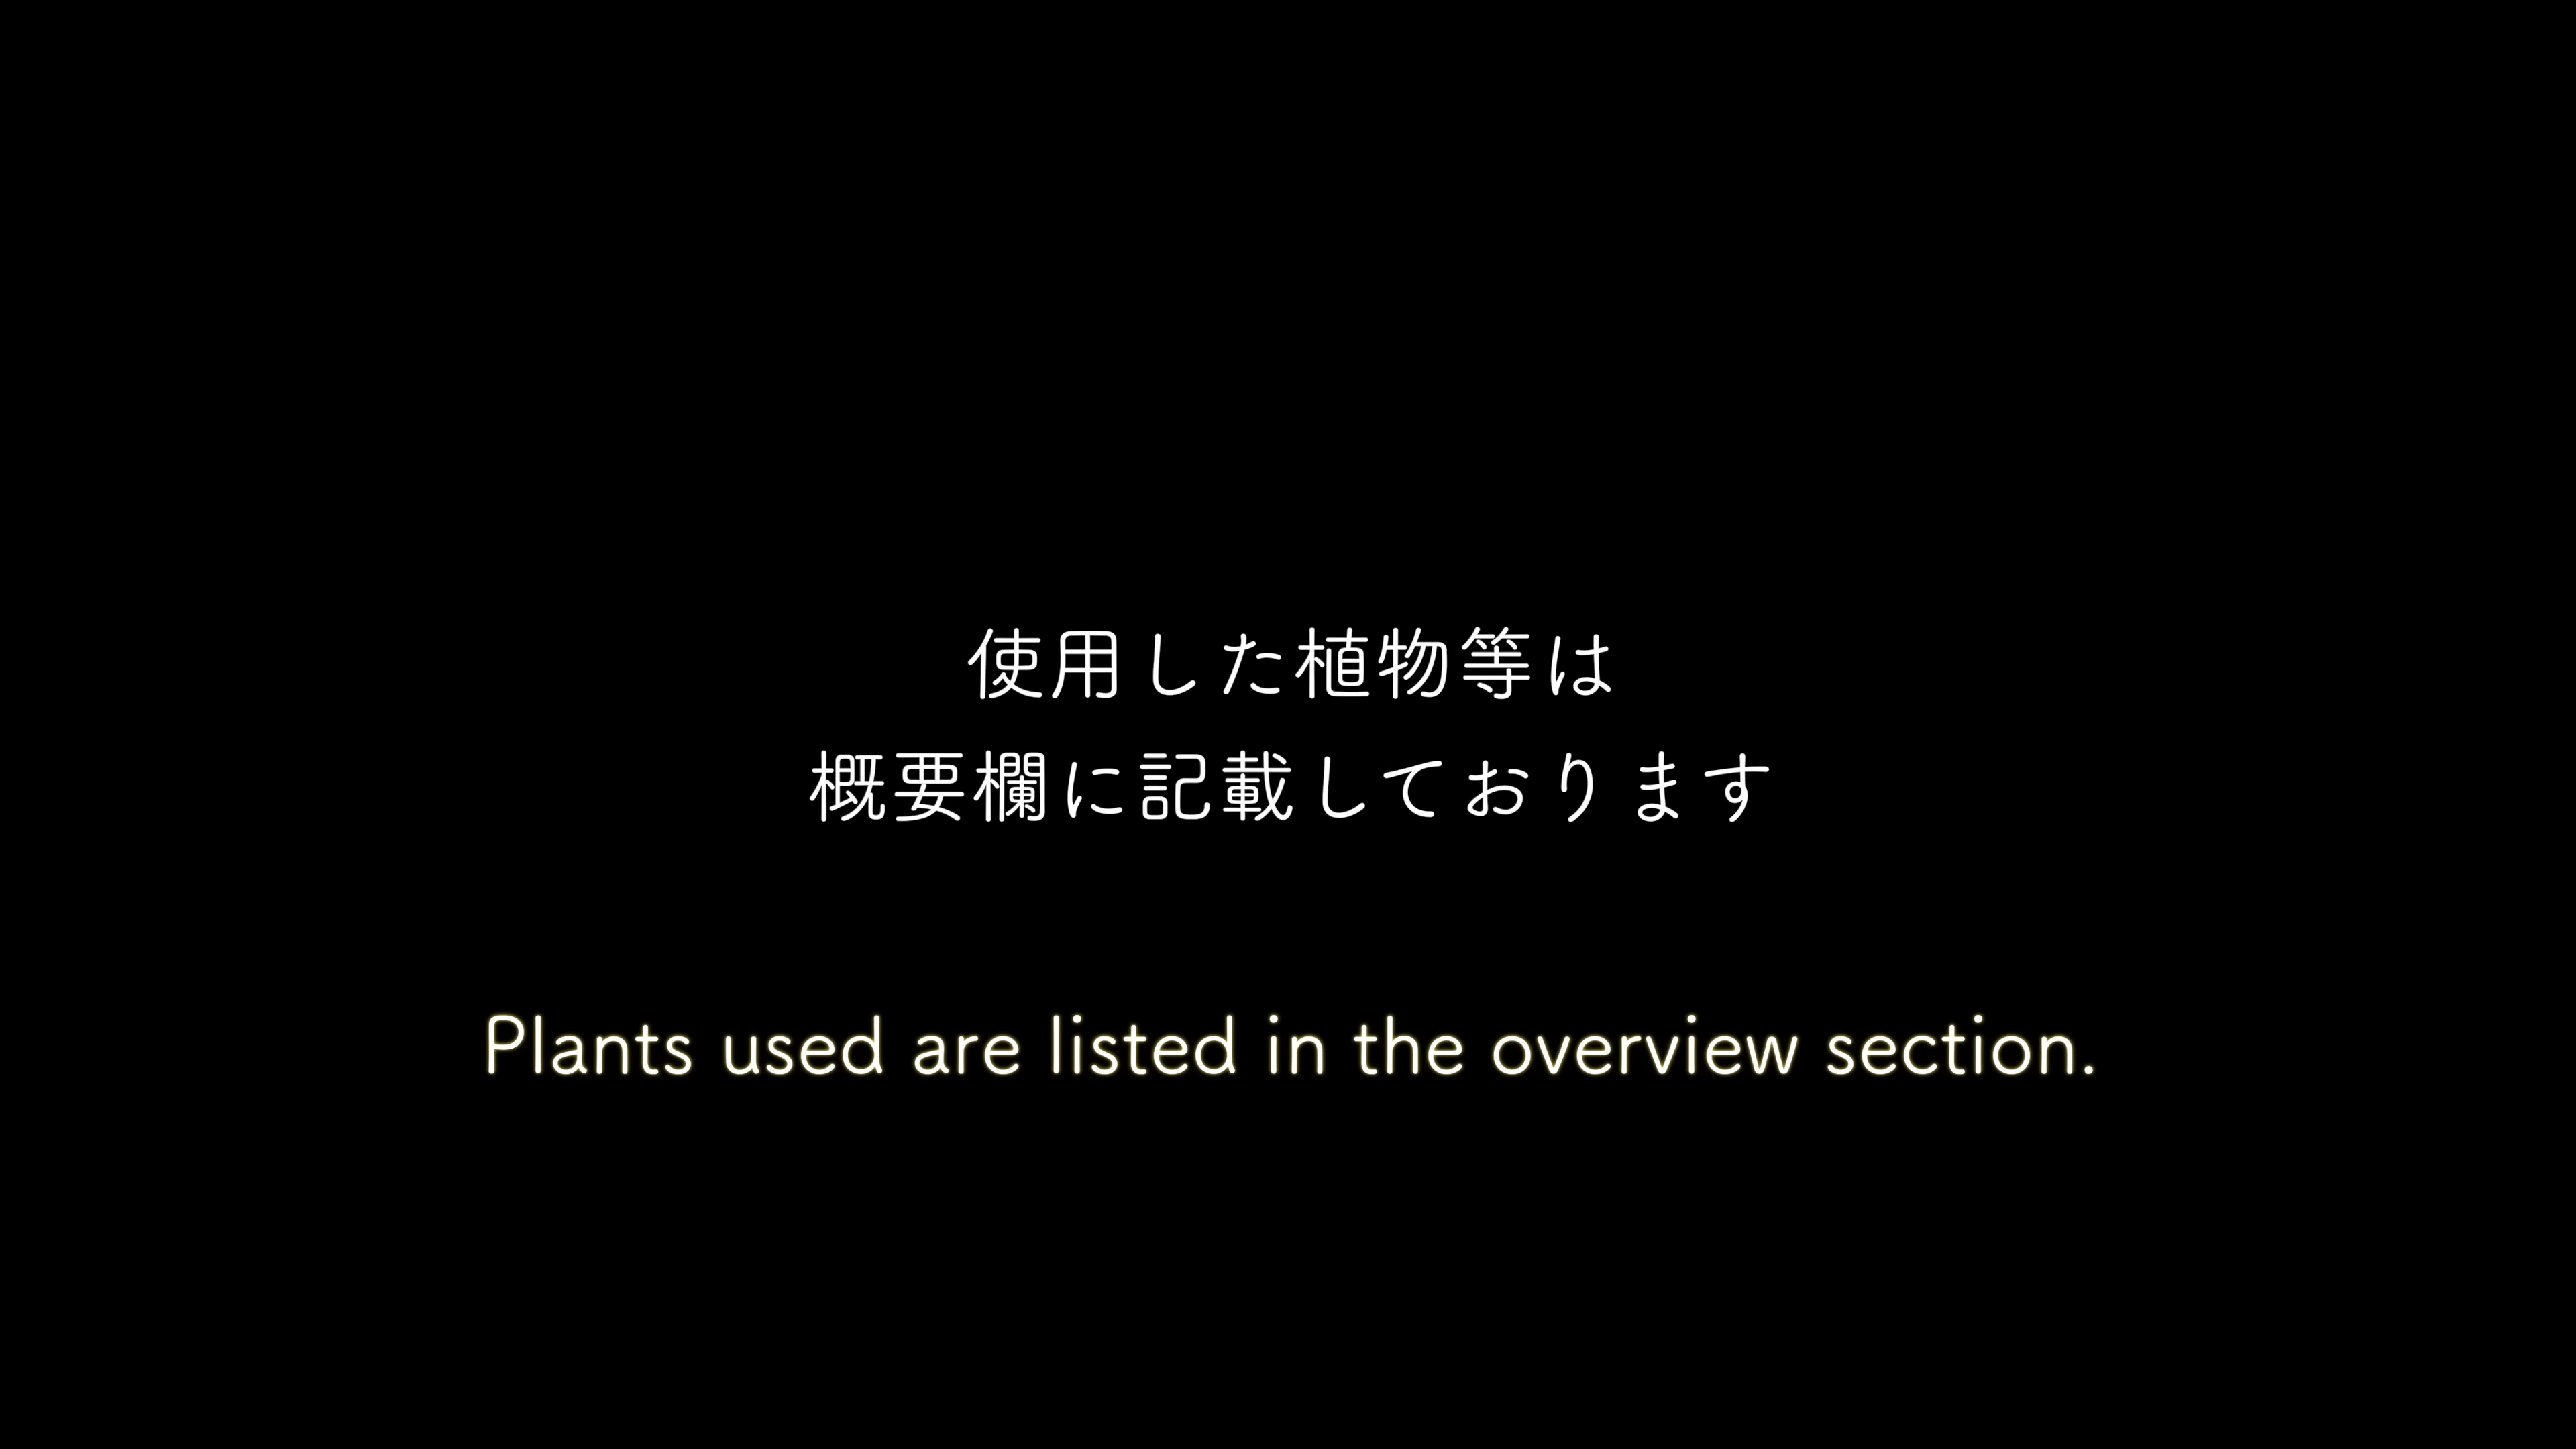 使用した植物等は
概要欄に記載しております
Plants used are listed in the overview section.